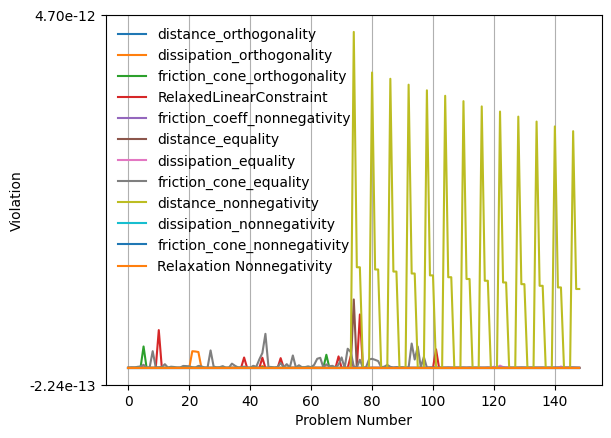 4.70e-12
distance_orthogonality
dissipation_orthogonality
friction_cone_orthogonality
RelaxedLinearConstraint
friction_coeff_nonnegativity
distance_equality
dissipation_equality
friction_cone_equality
distance_nonnegativity
dissipation_nonnegativity
friction_cone_nonnegativity
Relaxation Nonnegativity
Violation
-2.24e-13
0 20 40 60 80 100 120 140
Problem Number